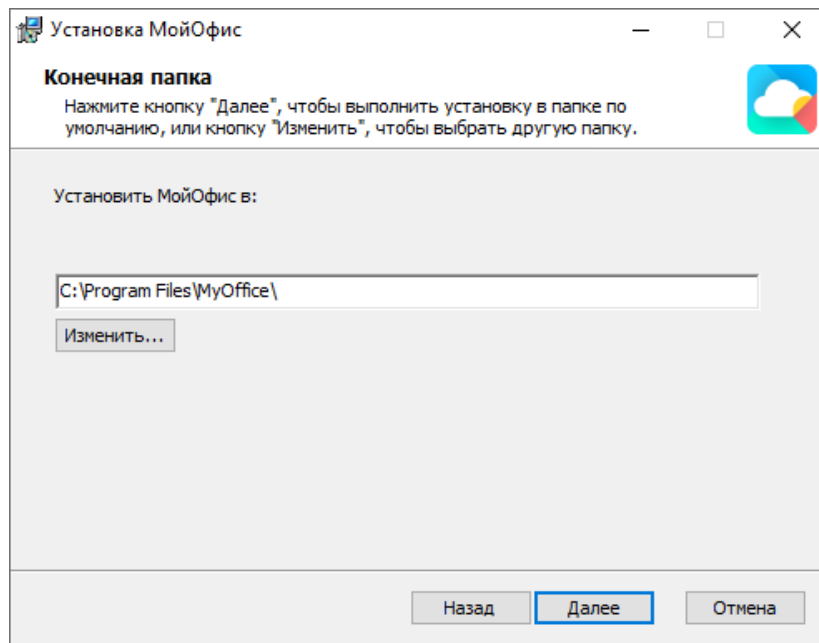 Установка МойОфис
Конечная папка
Нажмите кнопку "Далее", чтобы выполнить установку в папке по
умолчанию, или кнопку "Изменить", чтобы выбрать другую папку.
Установить МойОфис в:
C:\Program Files\MyOffice\
Изменить...
Назад Далее Отмена